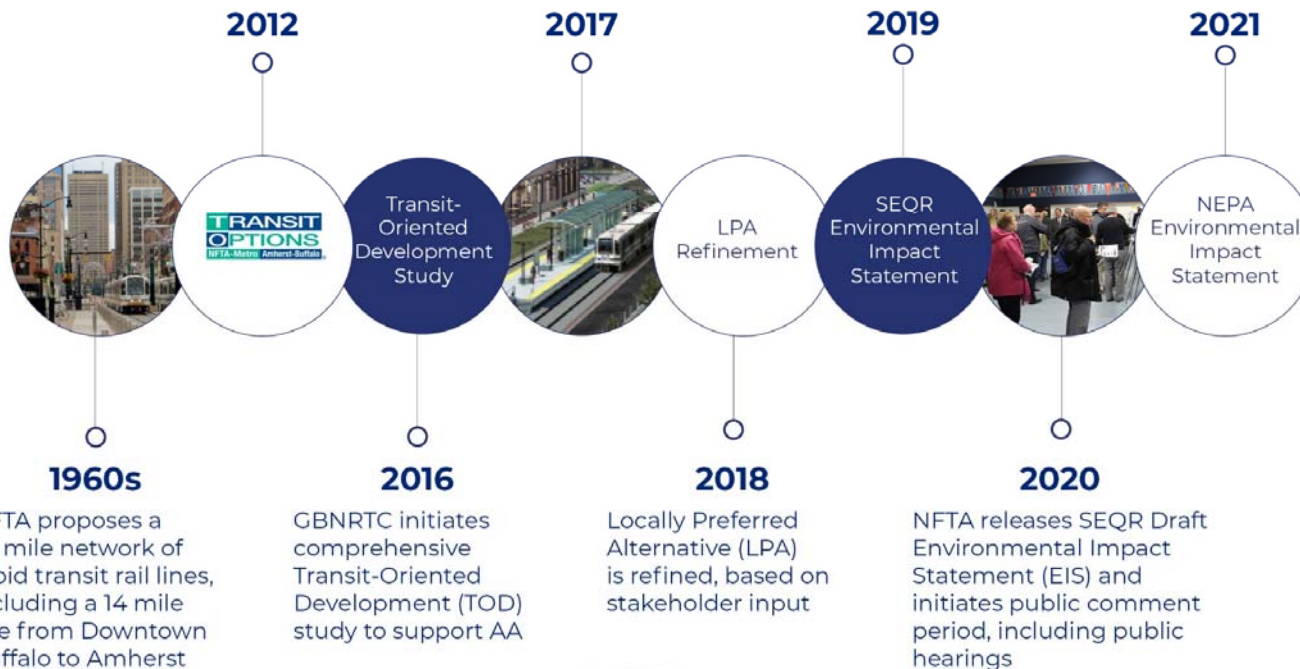 2012
2017
2019
2021
TRANSIT
OPTIONS
NFTA-Metro Amherst-Buffalo
Transit-
Oriented
Development
Study
LPA
Refinement
SEQR
Environmental
Impact
Statement
NEPA
Environmental
Impact
Statement
1960s
TA proposes a
mile network of
id transit rail lines,
luding a 14 mile
e from Downtown
ffalo to Amherst
2016
GBNRTC initiates
comprehensive
Transit-Oriented
Development (TOD)
study to support AA
2018
Locally Preferred
Alternative (LPA)
is refined, based on
stakeholder input
2020
NFTA releases SEQR Draft
Environmental Impact
Statement (EIS) and
initiates public comment
period, including public
hearings